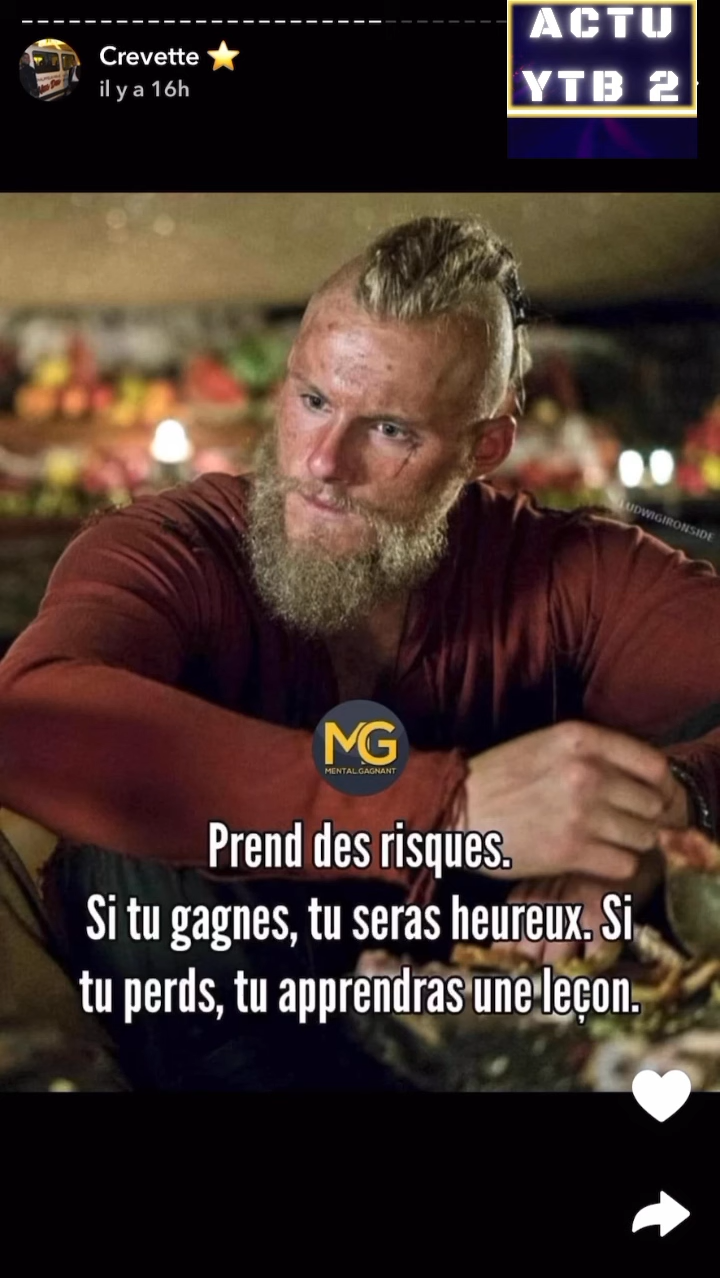 ACTU
YTB 2
Crevette ⭐
il y a 16h
LUDWIGIRONSIDE
MG
MENTAL.GAGNANT
Prend des risques.
Si tu gagnes, tu seras heureux. Si
tu perds, tu apprendras une leçon.